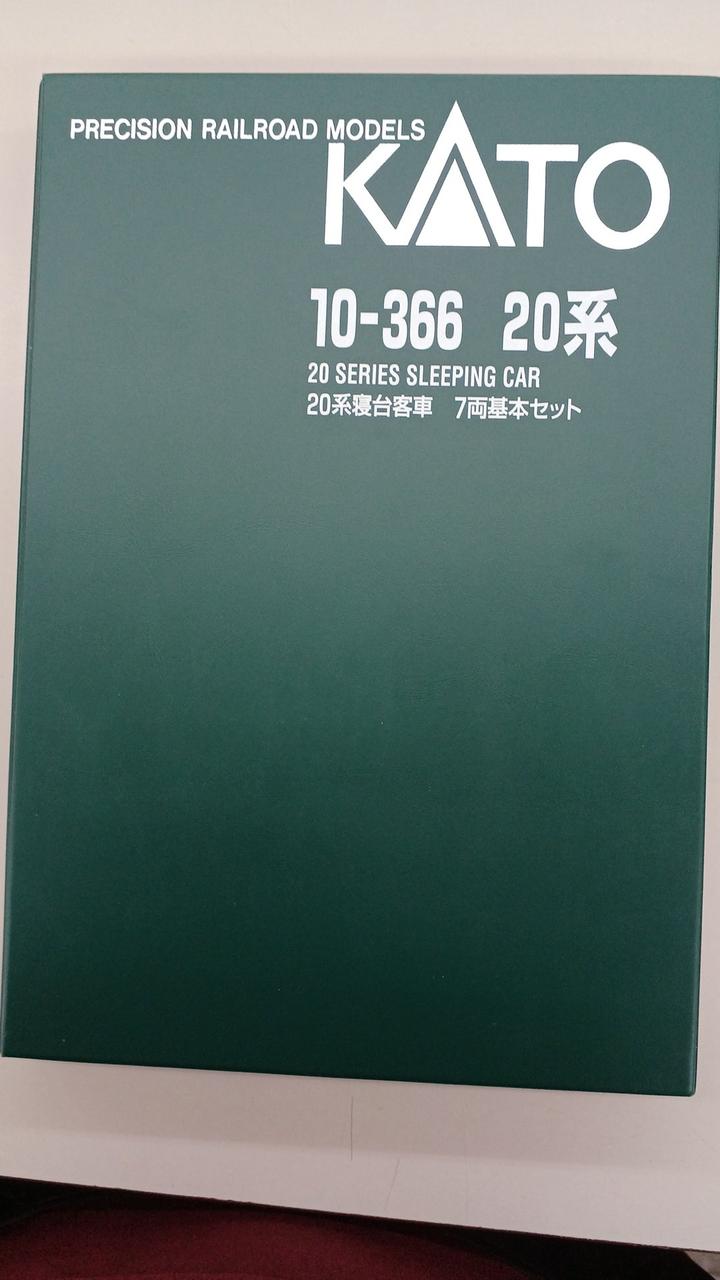 PRECISION RAILROAD MODELS
KATO
10-366 20系
20 SERIES SLEEPING CAR
20系寝台客車 7両基本セット